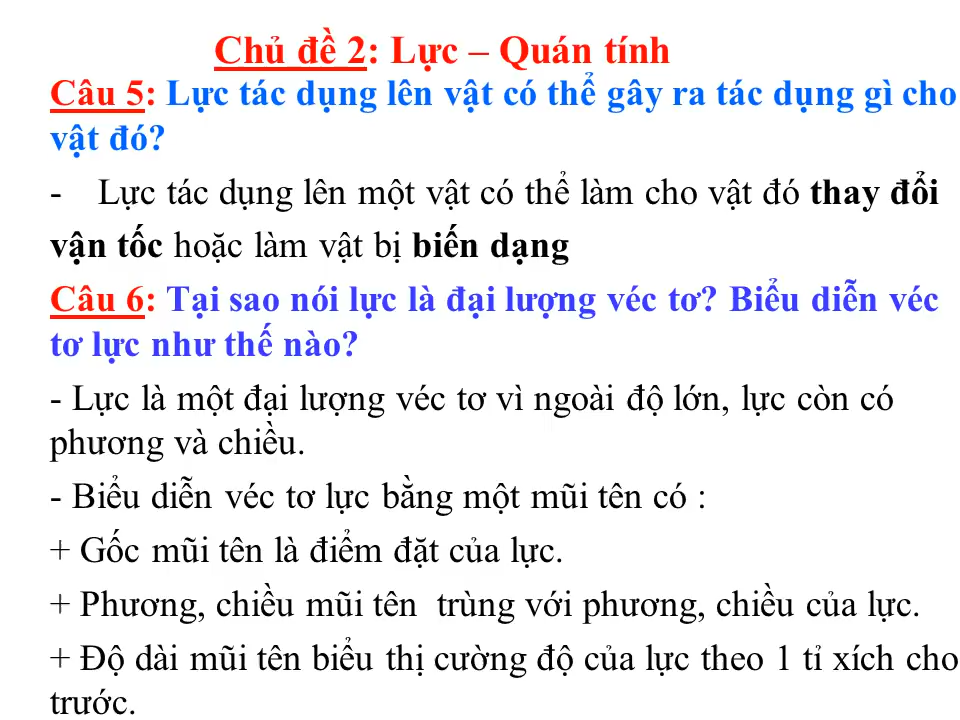 Chủ đề 2: Lực – Quán tính
Câu 5: Lực tác dụng lên vật có thể gây ra tác dụng gì cho
vật đó?
- Lực tác dụng lên một vật có thể làm cho vật đó thay đổi
vận tốc hoặc làm vật bị biến dạng
Câu 6: Tại sao nói lực là đại lượng véc tơ? Biểu diễn véc
tơ lực như thế nào?
- Lực là một đại lượng véc tơ vì ngoài độ lớn, lực còn có
phương và chiều.
- Biểu diễn véc tơ lực bằng một mũi tên có :
+ Gốc mũi tên là điểm đặt của lực.
+ Phương, chiều mũi tên trùng với phương, chiều của lực.
+ Độ dài mũi tên biểu thị cường độ của lực theo 1 tỉ xích cho
trước.